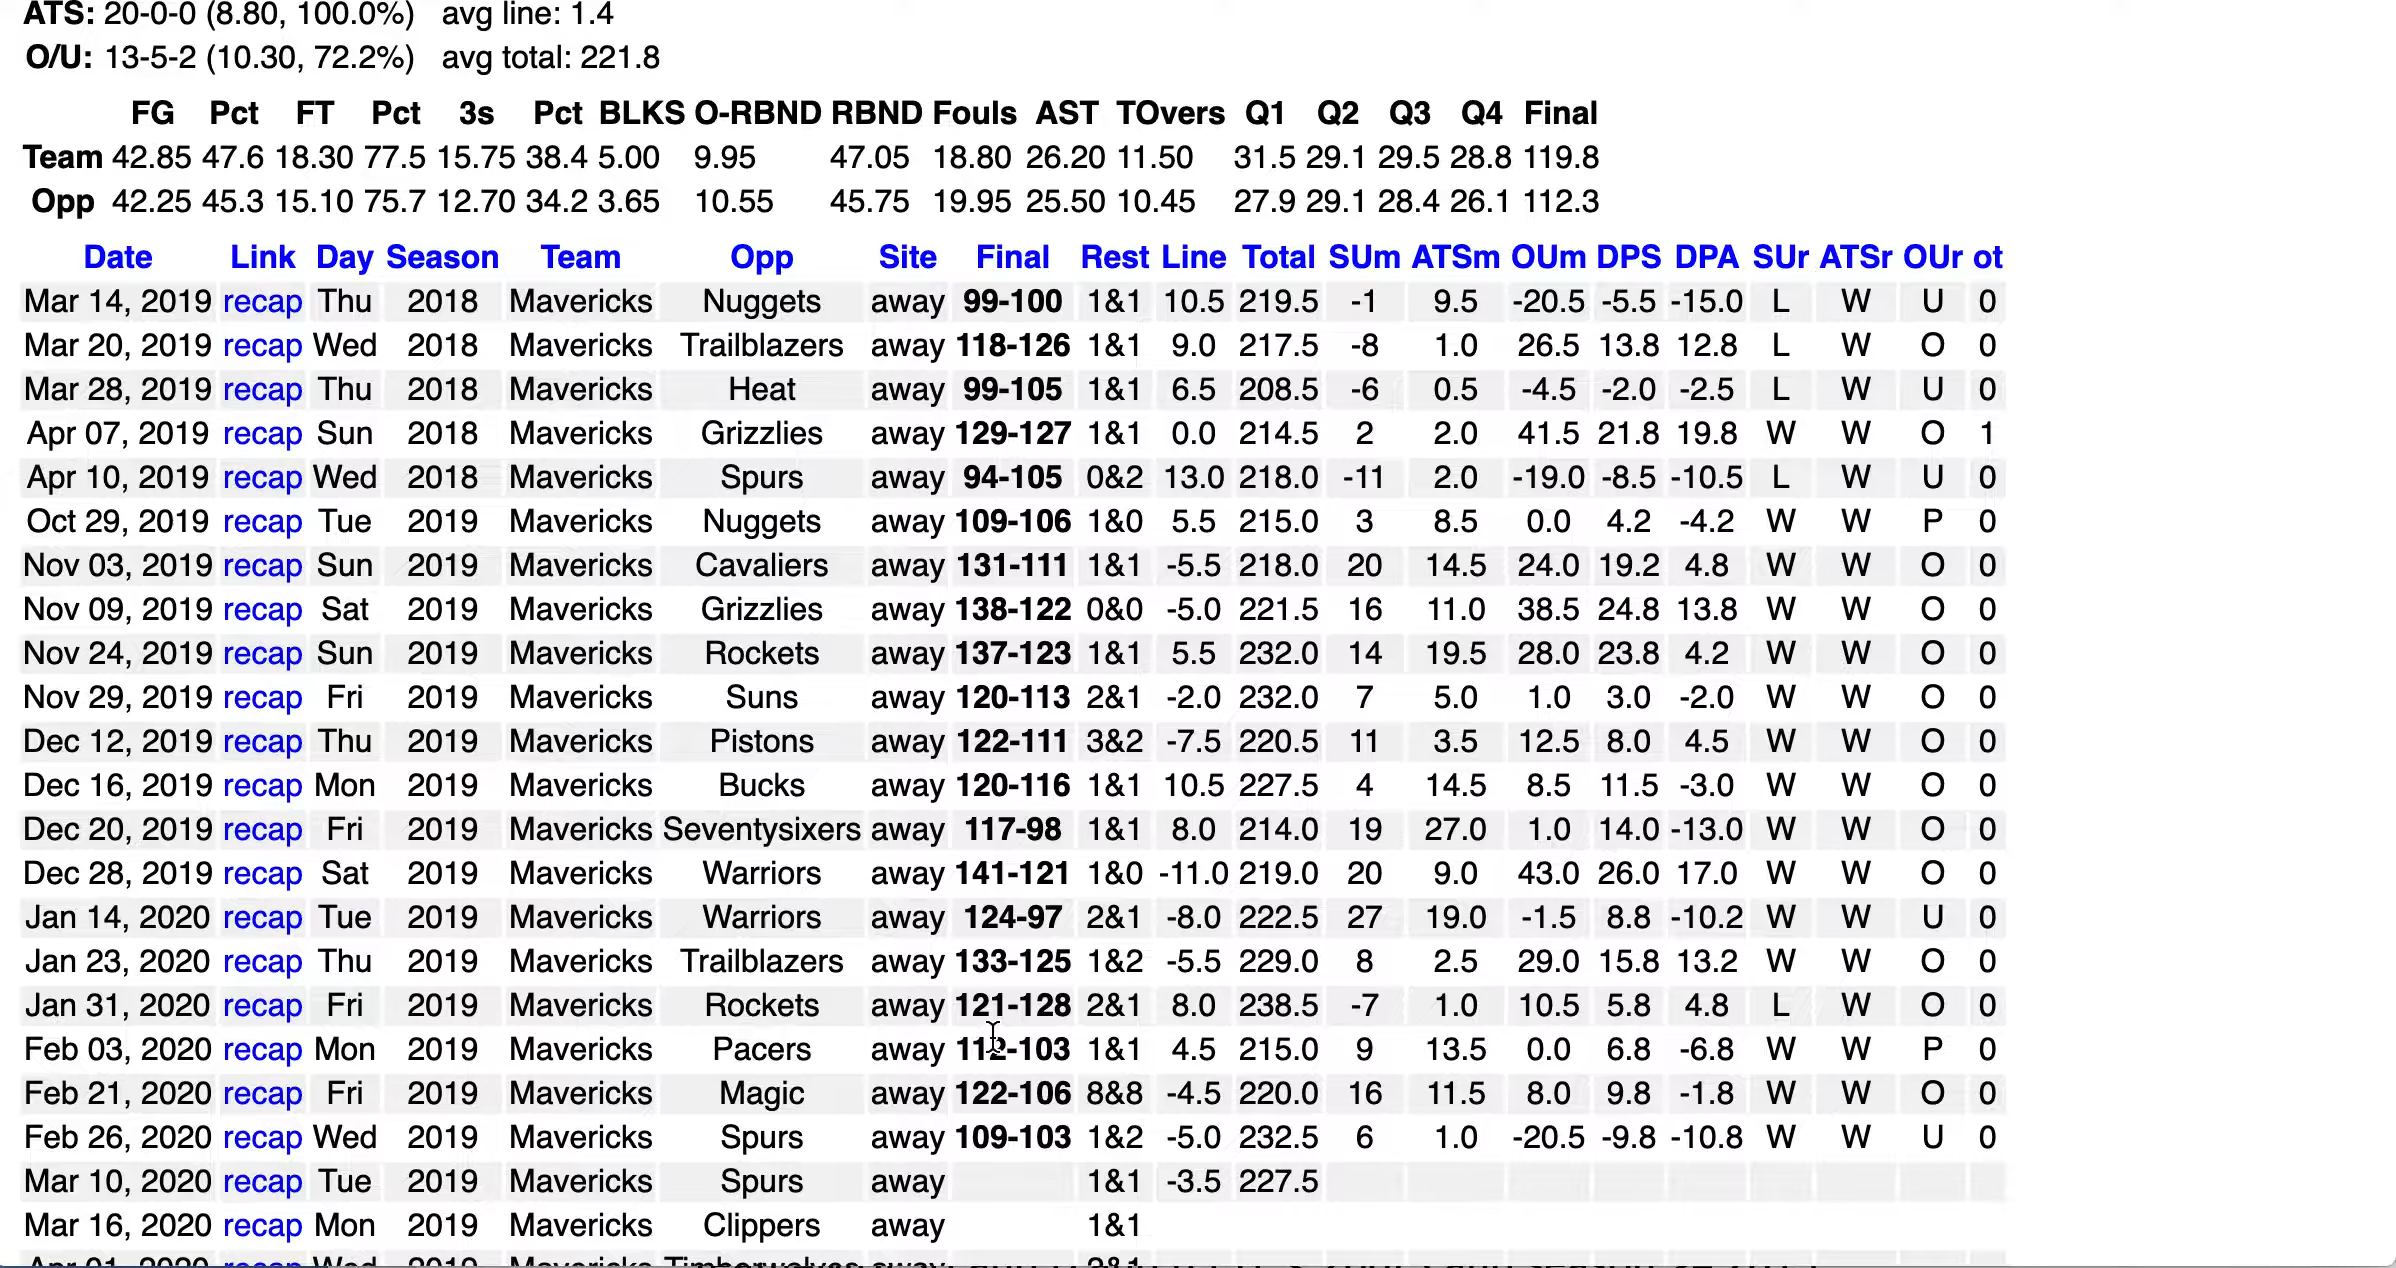 ATS: 20-0-0 (8.80, 100.0%) avg line: 1.4
O/U: 13-5-2 (10.30, 72.2%) avg total: 221.8
FG Pct FT Pct 3s Pct BLKS O-RBND RBND Fouls AST TOvers Q1 Q2 Q3 Q4 Final
Team 42.85 47.6 18.30 77.5 15.75 38.4 5.00 9.95 47.05 18.80 26.20 11.50 31.5 29.1 29.5 28.8 119.8
Opp 42.25 45.3 15.10 75.7 12.70 34.2 3.65 10.55 45.75 19.95 25.50 10.45 27.9 29.1 28.4 26.1 112.3
Date Link Day Season Team Opp Site Final Rest Line Total SUm ATSm OUm DPS DPA SUr ATSr OUr ot
Mar 14, 2019 recap Thu 2018 Mavericks Nuggets away 99-100 1&1 10.5 219.5 -1 9.5 -20.5 -5.5 -15.0 L W U 0
Mar 20, 2019 recap Wed 2018 Mavericks Trailblazers away 118-126 1&1 9.0 217.5 -8 1.0 26.5 13.8 12.8 L W O 0
Mar 28, 2019 recap Thu 2018 Mavericks Heat away 99-105 1&1 6.5 208.5 -6 0.5 -4.5 -2.0 -2.5 L W U 0
Apr 07, 2019 recap Sun 2018 Mavericks Grizzlies away 129-127 1&1 0.0 214.5 2 2.0 41.5 21.8 19.8 W W O 1
Apr 10, 2019 recap Wed 2018 Mavericks Spurs away 94-105 0&2 13.0 218.0 -11 2.0 -19.0 -8.5 -10.5 L W U 0
Oct 29, 2019 recap Tue 2019 Mavericks Nuggets away 109-106 1&0 5.5 215.0 3 8.5 0.0 4.2 -4.2 W W P 0
Nov 03, 2019 recap Sun 2019 Mavericks Cavaliers away 131-111 1&1 -5.5 218.0 20 14.5 24.0 19.2 4.8 W W O 0
Nov 09, 2019 recap Sat 2019 Mavericks Grizzlies away 138-122 0&0 -5.0 221.5 16 11.0 38.5 24.8 13.8 W W O 0
Nov 24, 2019 recap Sun 2019 Mavericks Rockets away 137-123 1&1 5.5 232.0 14 19.5 28.0 23.8 4.2 W W O 0
Nov 29, 2019 recap Fri 2019 Mavericks Suns away 120-113 2&1 -2.0 232.0 7 5.0 1.0 3.0 -2.0 W W O 0
Dec 12, 2019 recap Thu 2019 Mavericks Pistons away 122-111 3&2 -7.5 220.5 11 3.5 12.5 8.0 4.5 W W O 0
Dec 16, 2019 recap Mon 2019 Mavericks Bucks away 120-116 1&1 10.5 227.5 4 14.5 8.5 11.5 -3.0 W W O 0
Dec 20, 2019 recap Fri 2019 Mavericks Seventysixers away 117-98 1&1 8.0 214.0 19 27.0 1.0 14.0 -13.0 W W O 0
Dec 28, 2019 recap Sat 2019 Mavericks Warriors away 141-121 1&0 -11.0 219.0 20 9.0 43.0 26.0 17.0 W W O 0
Jan 14, 2020 recap Tue 2019 Mavericks Warriors away 124-97 2&1 -8.0 222.5 27 19.0 -1.5 8.8 -10.2 W W U 0
Jan 23, 2020 recap Thu 2019 Mavericks Trailblazers away 133-125 1&2 -5.5 229.0 8 2.5 29.0 15.8 13.2 W W O 0
Jan 31, 2020 recap Fri 2019 Mavericks Rockets away 121-128 2&1 8.0 238.5 -7 1.0 10.5 5.8 4.8 L W O 0
Feb 03, 2020 recap Mon 2019 Mavericks Pacers away 112-103 1&1 4.5 215.0 9 13.5 0.0 6.8 -6.8 W W P 0
Feb 21, 2020 recap Fri 2019 Mavericks Magic away 122-106 8&8 -4.5 220.0 16 11.5 8.0 9.8 -1.8 W W O 0
Feb 26, 2020 recap Wed 2019 Mavericks Spurs away 109-103 1&2 -5.0 232.5 6 1.0 -20.5 -9.8 -10.8 W W U 0
Mar 10, 2020 recap Tue 2019 Mavericks Spurs away 1&1 -3.5 227.5
Mar 16, 2020 recap Mon 2019 Mavericks Clippers away 1&1
Apr 01, 2020 recap Wed 2019 Mavericks Timberwolves away